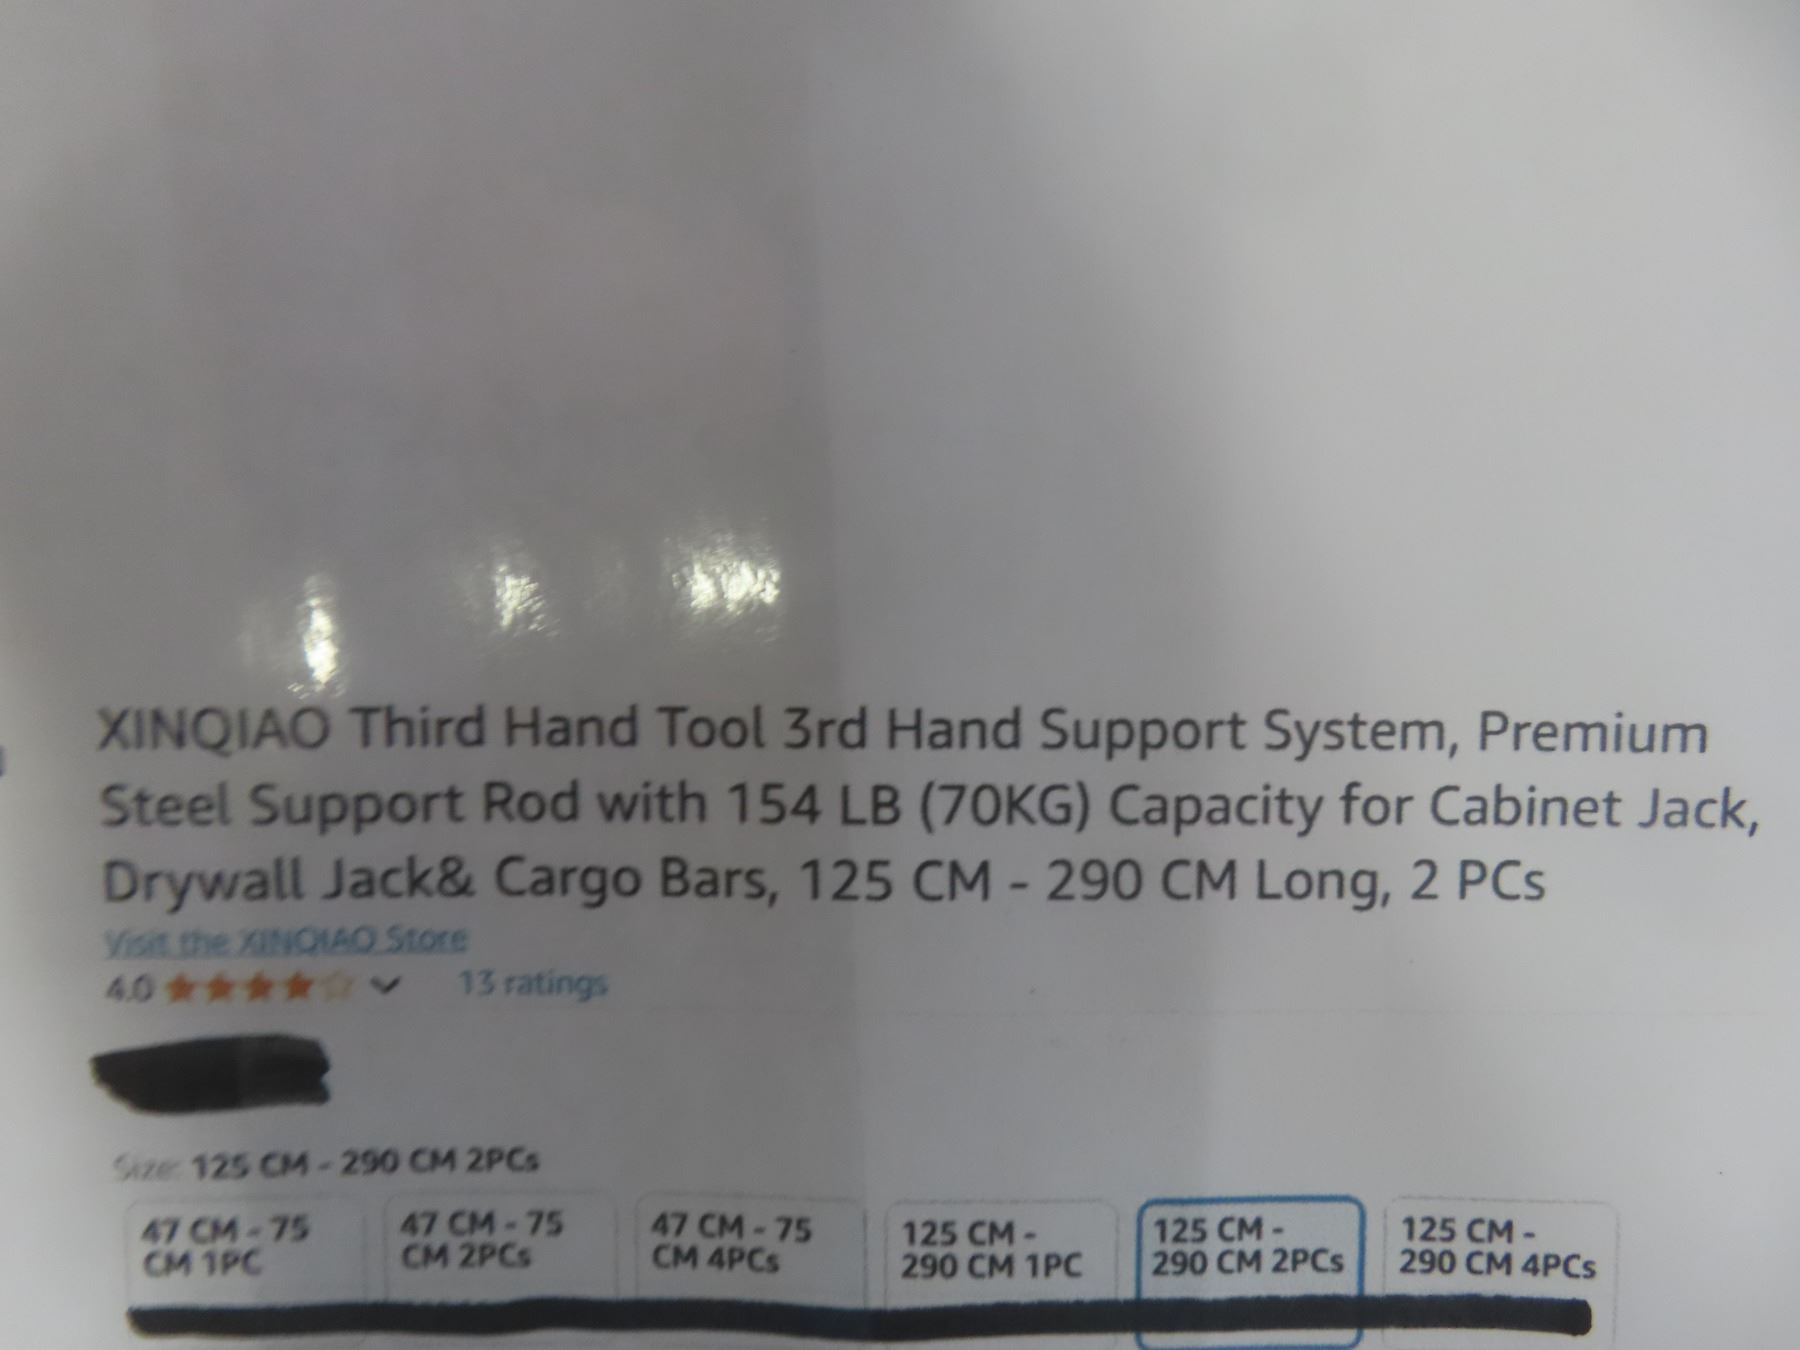 XINQIAO Third Hand Tool 3rd Hand Support System, Premium
Steel Support Rod with 154 LB (70KG) Capacity for Cabinet Jack,
Drywall Jack& Cargo Bars, 125 CM - 290 CM Long, 2 PCs
Visit the XINQIAO Store
4.0 13 ratings
Size: 125 CM - 290 CM 2PCs
47 CM - 75
CM 1PC
47 CM - 75
CM 2PCs
47 CM - 75
CM 4PCs
125 CM -
290 CM 1PC
125 CM -
290 CM 2PCs
125 CM -
290 CM 4PCs